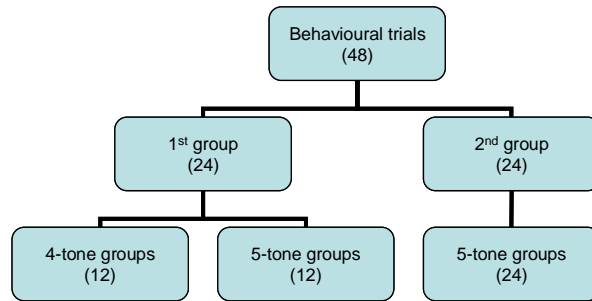 Behavioural trials
(48)
1st group
(24)
2nd group
(24)
4-tone groups
(12)
5-tone groups
(12)
5-tone groups
(24)